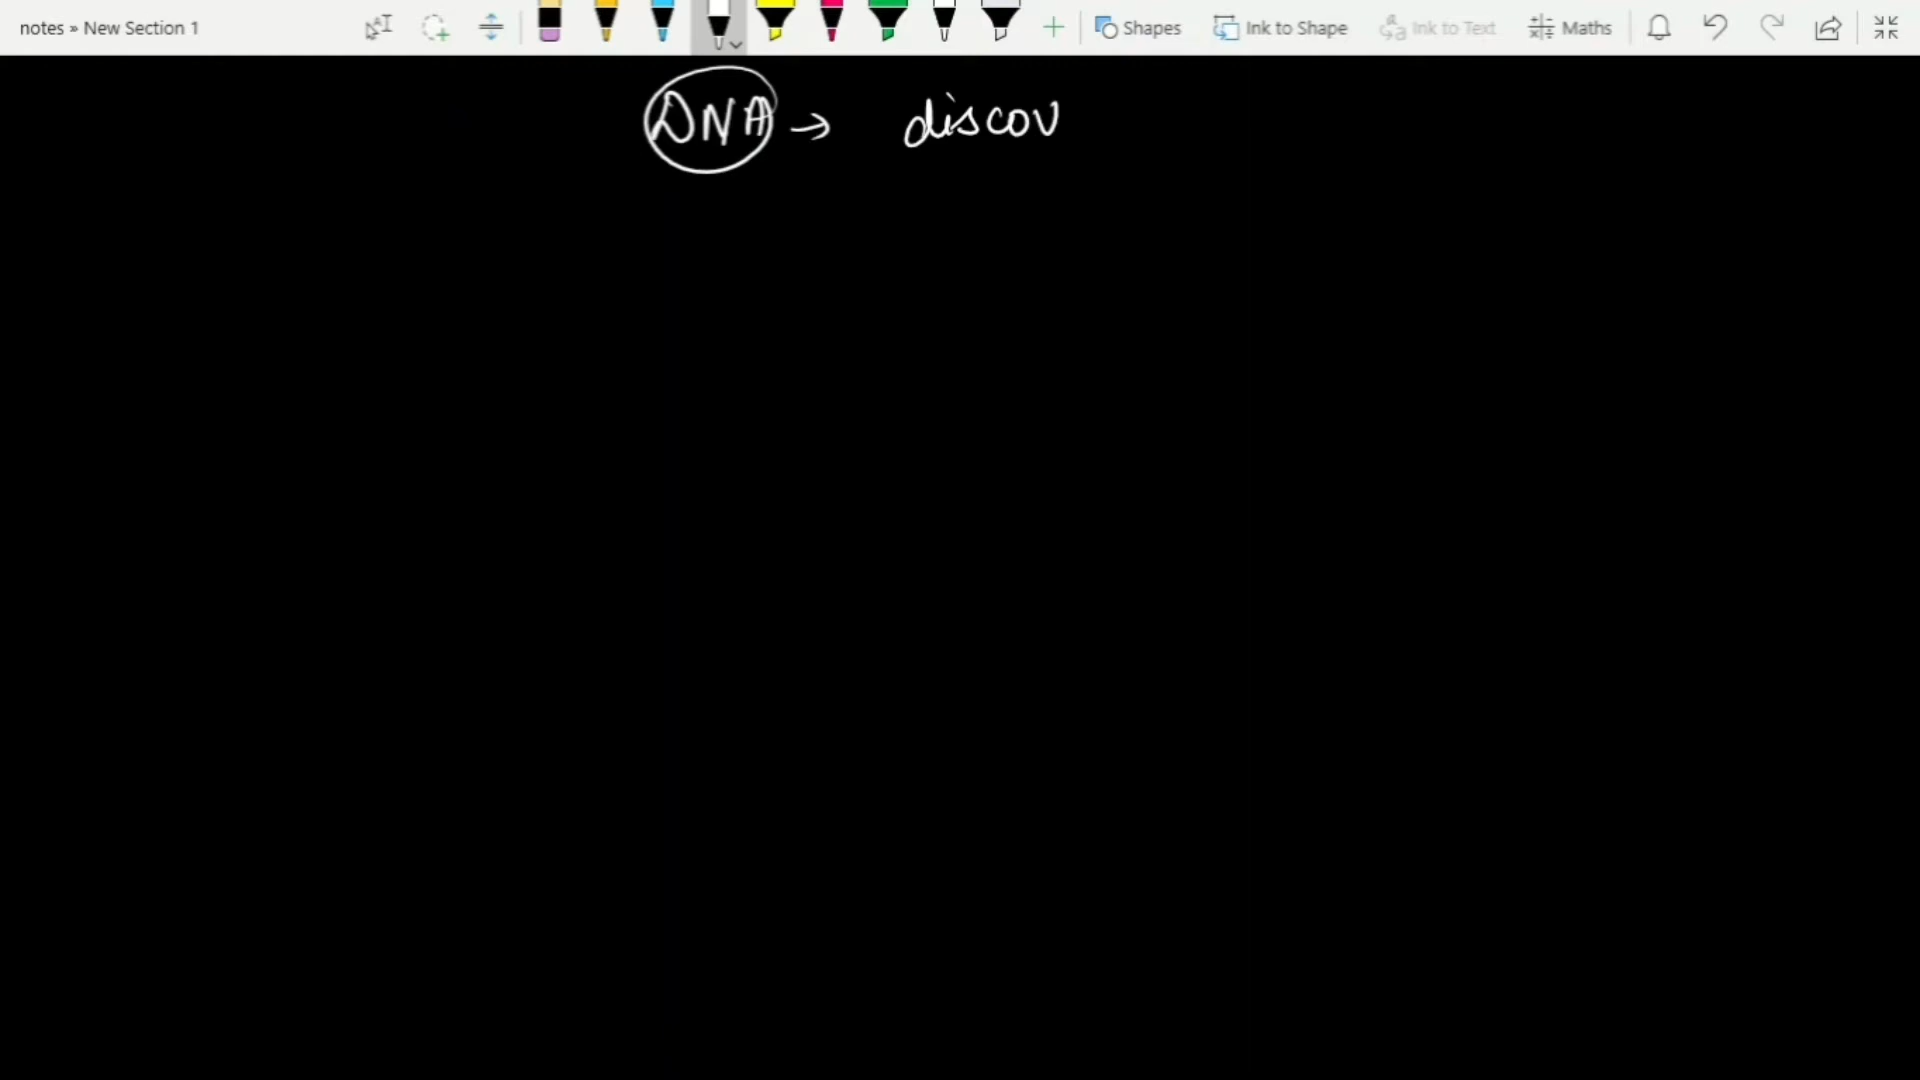 notes » New Section 1 Shapes Ink to Shape Ink to Text Maths
DNA → discov